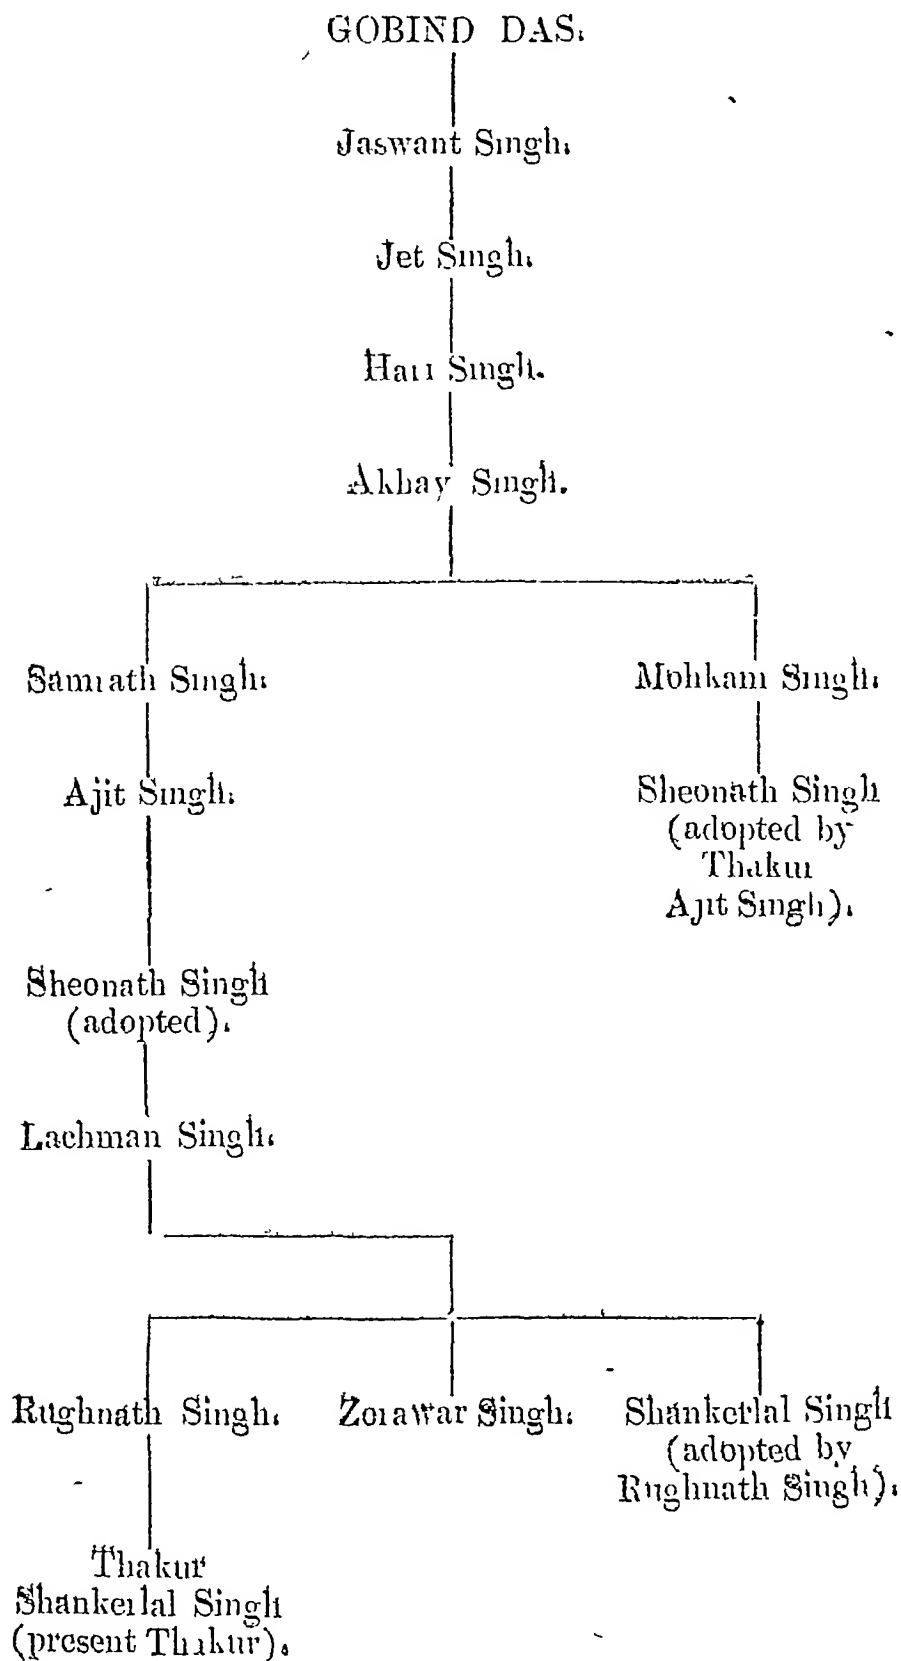 GOBIND DAS.
Jaswant Singh.
Jet Singh.
Hari Singh.
Akhay Singh.
Samrath Singh.
Mohkam Singh.
Ajit Singh.
Sheonath Singh
(adopted by
Thakur
Ajit Singh).
Sheonath Singh
(adopted).
Lachman Singh.
Rughnath Singh.
Zorawar Singh.
Shankerlal Singh
(adopted by
Rughnath Singh).
Thakur
Shankerlal Singh
(present Thakur).